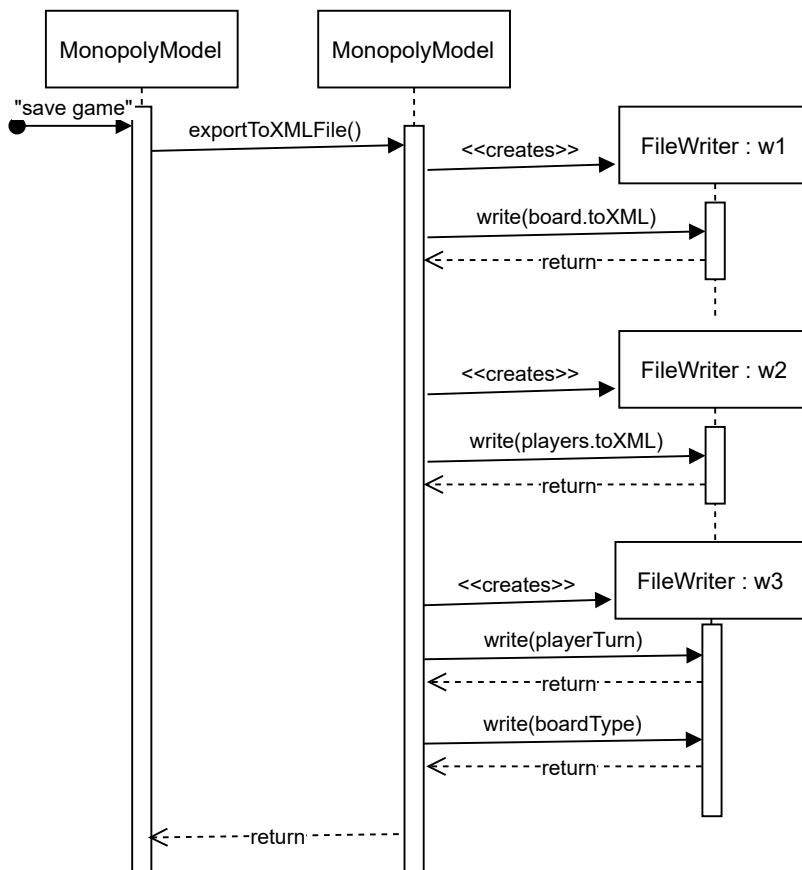 MonopolyModel
MonopolyModel
"save game"
exportToXMLFile()
<<creates>>
FileWriter : w1
write(board.toXML)
return
<<creates>>
FileWriter : w2
write(players.toXML)
return
<<creates>>
FileWriter : w3
write(playerTurn)
return
write(boardType)
return
return